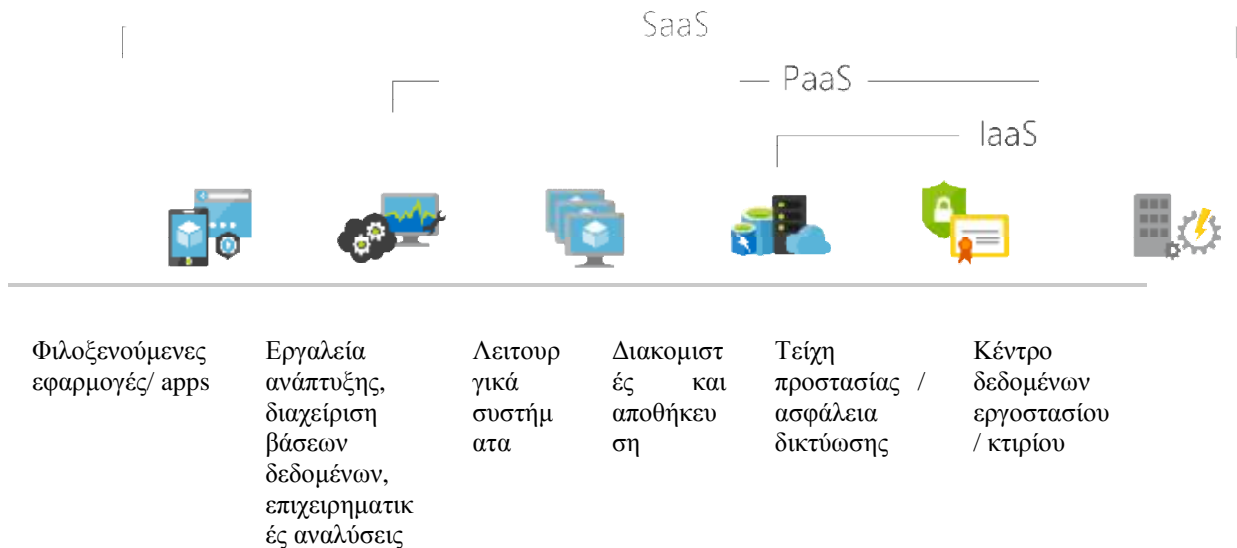 SaaS
PaaS
IaaS
Φιλοξενούμενες
εφαρμογές/ apps
Εργαλεία
ανάπτυξης,
διαχείριση
βάσεων
δεδομένων,
επιχειρηματικ
ές αναλύσεις
Λειτουρ
γικά
συστήμ
ατα
Διακομιστ
ές και
αποθήκευ
ση
Τείχη
προστασίας /
ασφάλεια
δικτύωσης
Κέντρο
δεδομένων
εργοστασίου
/ κτιρίου